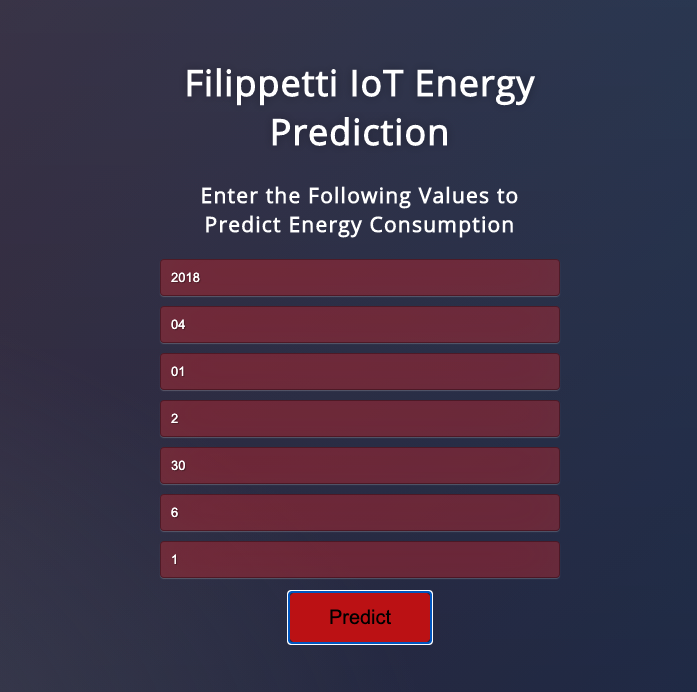 Filippetti IoT Energy
Prediction
Enter the Following Values to
Predict Energy Consumption
2018
04
01
2
30
6
1
Predict